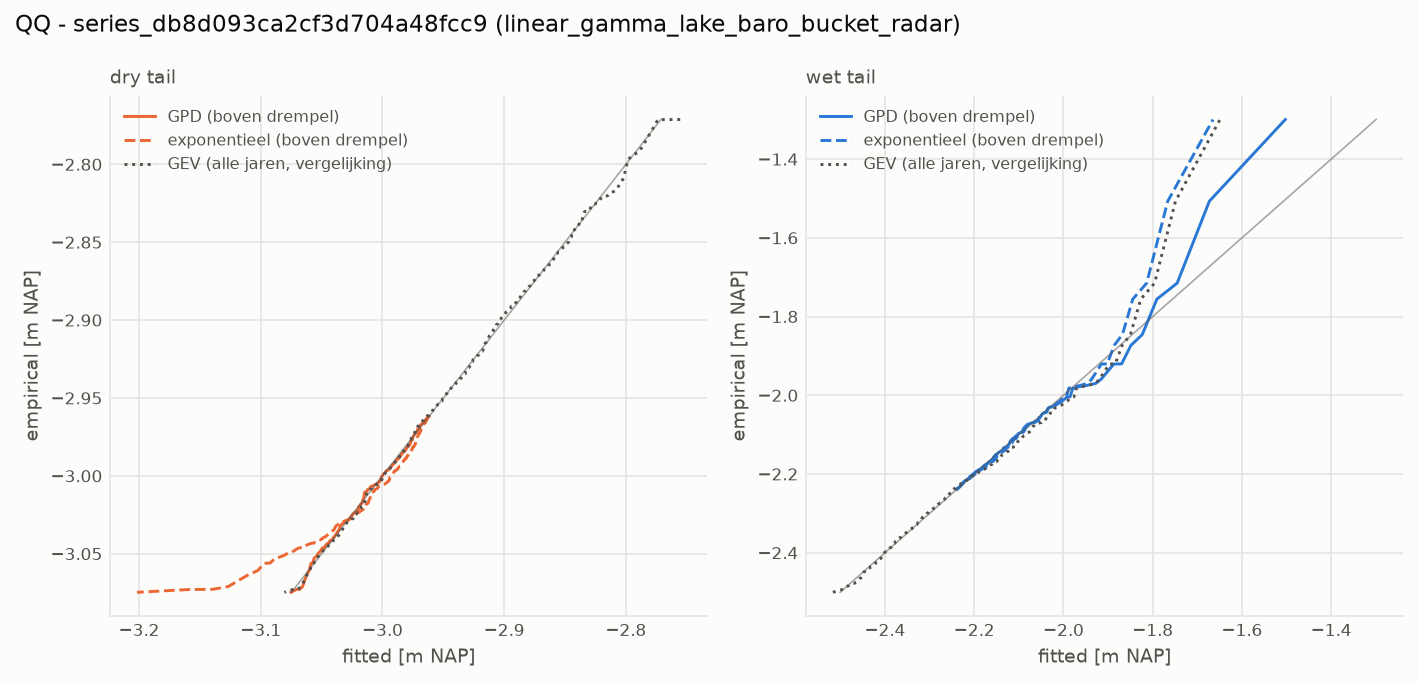 QQ - series_db8d093ca2cf3d704a48fcc9 (linear_gamma_lake_baro_bucket_radar)
dry tail
GPD (boven drempel)
exponentieel (boven drempel)
GEV (alle jaren, vergelijking)
empirical [m NAP]
−2.80
−2.85
−2.90
−2.95
−3.00
−3.05
−3.2 −3.1 −3.0 −2.9 −2.8
fitted [m NAP]
wet tail
GPD (boven drempel)
exponentieel (boven drempel)
GEV (alle jaren, vergelijking)
empirical [m NAP]
−1.4
−1.6
−1.8
−2.0
−2.2
−2.4
−2.4 −2.2 −2.0 −1.8 −1.6 −1.4
fitted [m NAP]